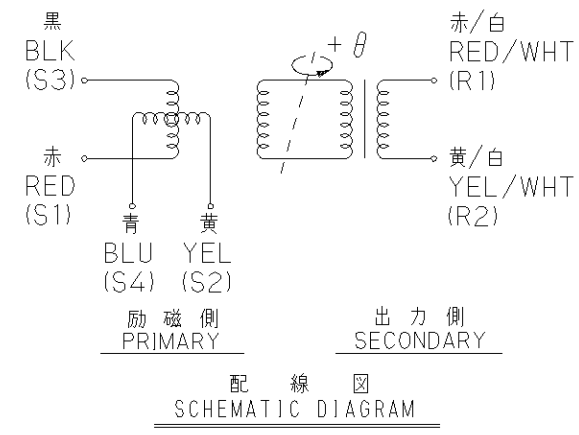 黒
BLK
(S3)
赤
RED
(S1)
青
BLU
(S4)
黄
YEL
(S2)
+ θ
赤/白
RED/WHT
(R1)
黄/白
YEL/WHT
(R2)
励 磁 側
PRIMARY
出 力 側
SECONDARY
配 線 図
SCHEMATIC DIAGRAM